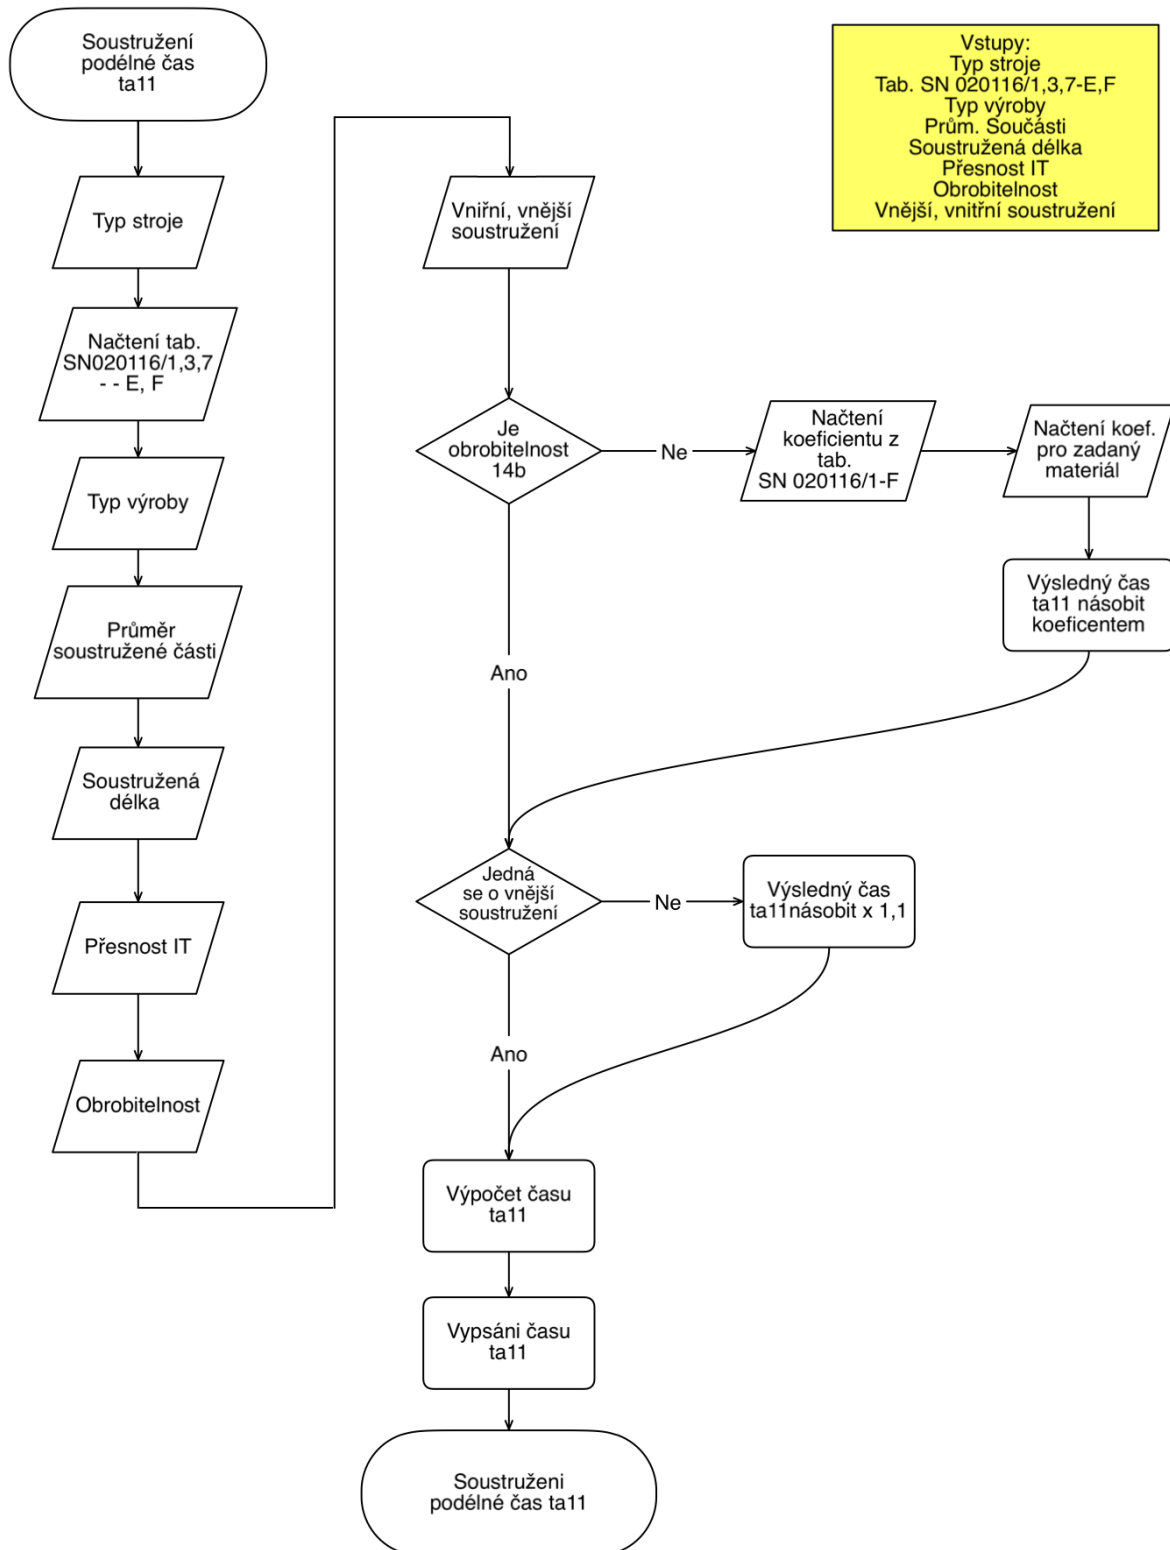 Soustružení
podélné čas
ta11
Typ stroje
Načtení tab.
SN020116/1,3,7
- - E, F
Typ výroby
Průměr
soustružené části
Soustružená
délka
Přesnost IT
Obrobitelnost
Vniřní, vnější
soustružení
Je
obrobitelnost
14b
Ne
Načtení
koeficientu z
tab.
SN 020116/1-F
Načtení koef.
pro zadaný
materiál
Výsledný čas
ta11 násobit
koeficentem
Ano
Jedná
se o vnější
soustružení
Ne
Výsledný čas
ta11násobit x 1,1
Ano
Výpočet času
ta11
Vypsáni času
ta11
Soustruženi
podélné čas ta11
Vstupy:
Typ stroje
Tab. SN 020116/1,3,7-E,F
Typ výroby
Prům. Součásti
Soustružená délka
Přesnost IT
Obrobitelnost
Vnější, vnitřní soustružení